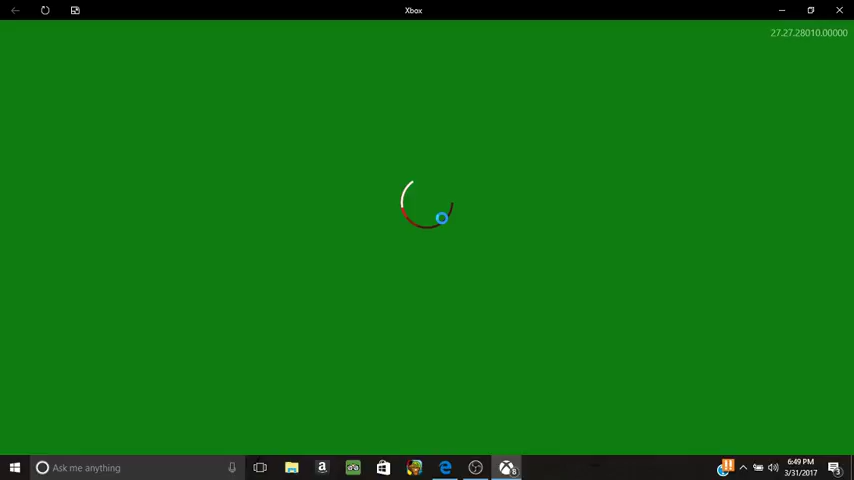 Xbox
27.27.28010.00000
Ask me anything
6:49 PM
3/31/2017